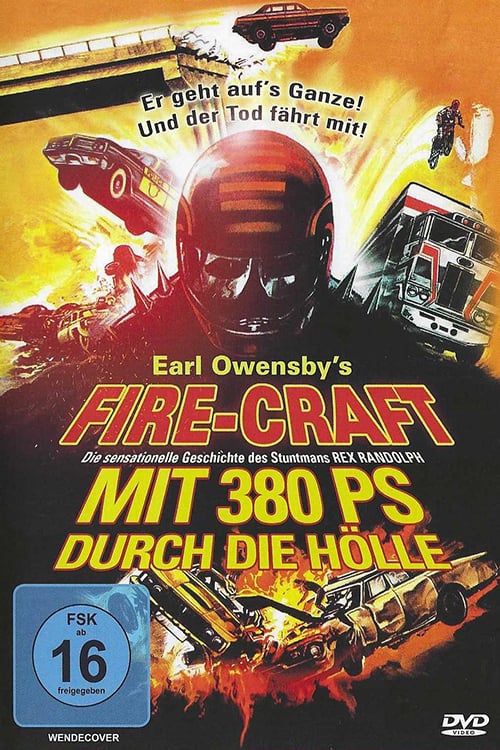 Er geht auf's Ganze!
Und der Tod fährt mit!
Earl Owensby's
FIRE-CRAFT
Die sensationelle Geschichte des Stuntmans REX RANDOLPH
MIT 380 PS
DURCH DIE HÖLLE
FSK
ab
16
freigegeben
WENDECOVER
DVD
VIDEO